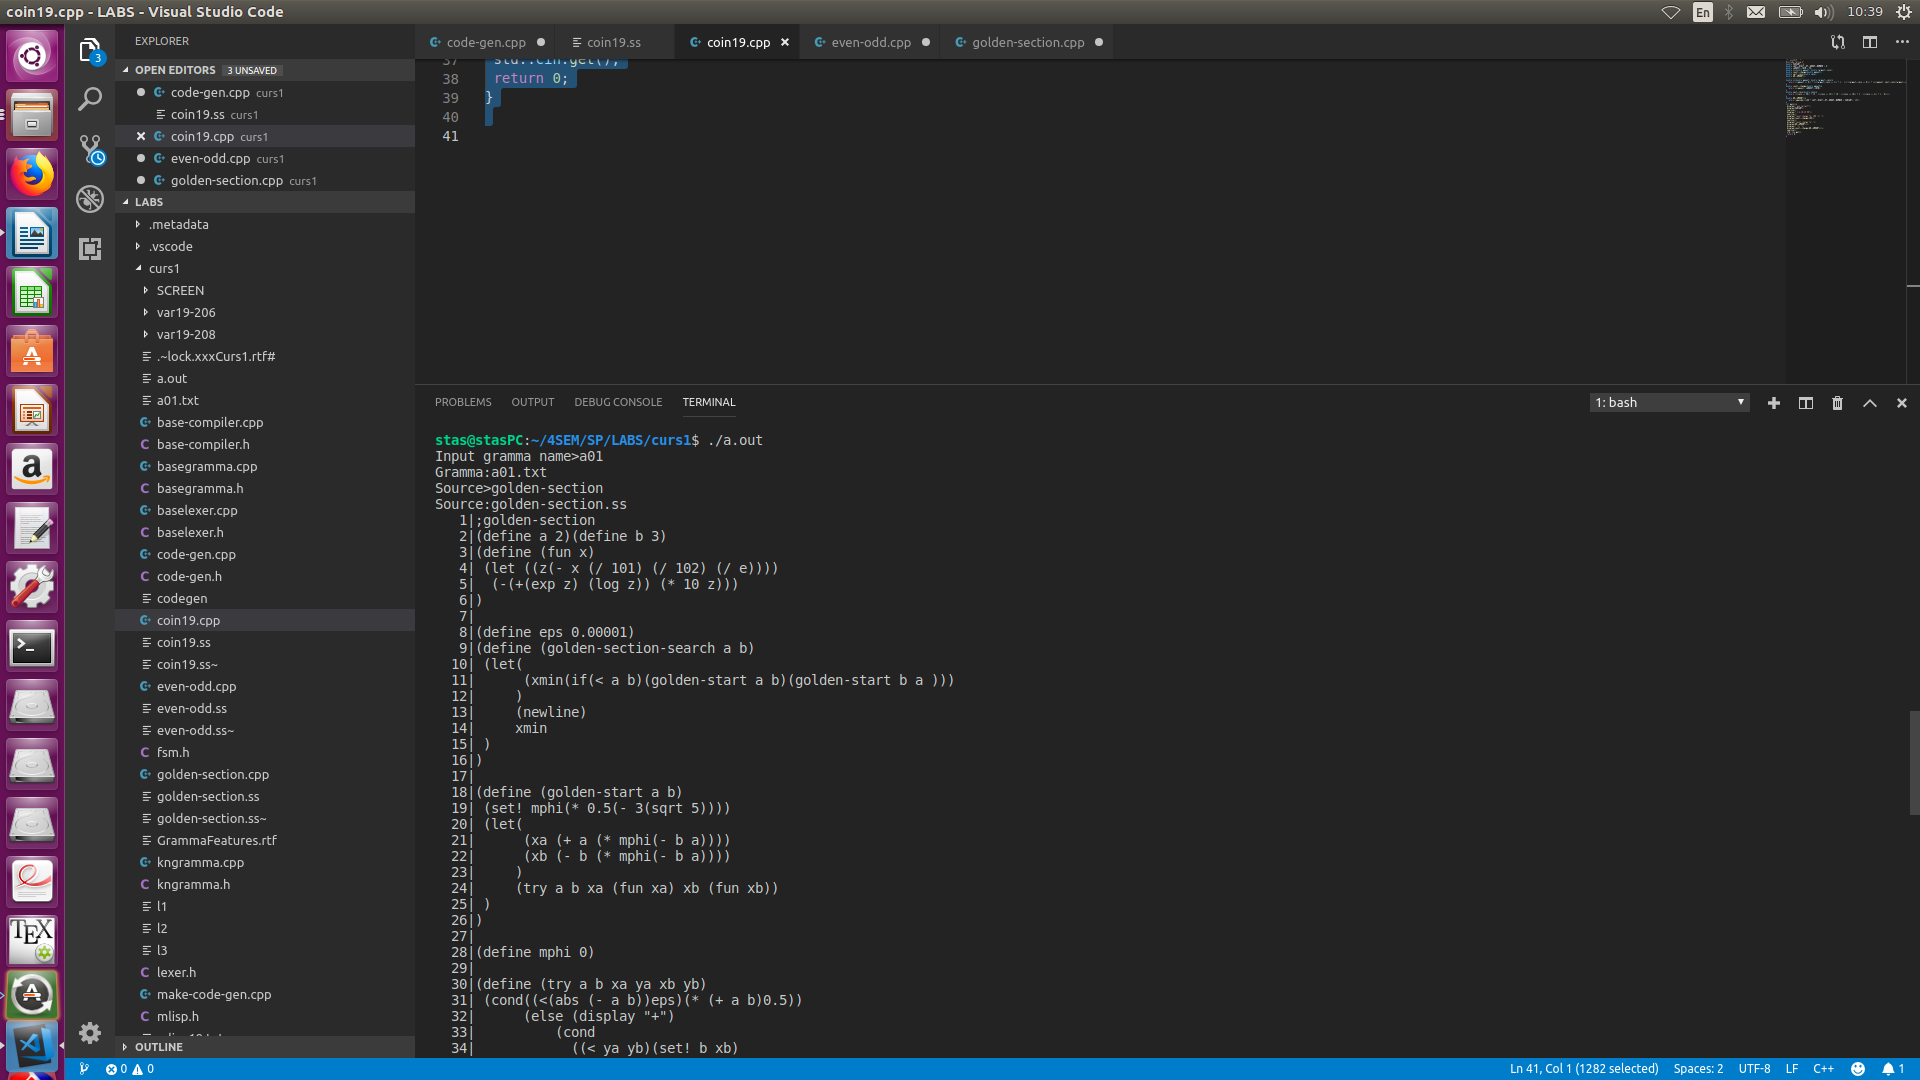 coin19.cpp - LABS - Visual Studio Code
En
10:39
EXPLORER
OPEN EDITORS 3 UNSAVED
code-gen.cpp curs1
coin19.ss curs1
coin19.cpp curs1
even-odd.cpp curs1
golden-section.cpp curs1
LABS
.metadata
.vscode
curs1
SCREEN
var19-206
var19-208
.~lock.xxxCurs1.rtf#
a.out
a01.txt
base-compiler.cpp
base-compiler.h
basegramma.cpp
basegramma.h
baselexer.cpp
baselexer.h
code-gen.cpp
code-gen.h
codegen
coin19.cpp
coin19.ss
coin19.ss~
even-odd.cpp
even-odd.ss
even-odd.ss~
fsm.h
golden-section.cpp
golden-section.ss
golden-section.ss~
GrammaFeatures.rtf
kngramma.cpp
kngramma.h
l1
l2
l3
lexer.h
make-code-gen.cpp
mlisp.h
OUTLINE
code-gen.cpp
coin19.ss
coin19.cpp
even-odd.cpp
golden-section.cpp
37 std::cin.get();
38 return 0;
39 }
40
41
PROBLEMS OUTPUT DEBUG CONSOLE TERMINAL
1: bash
stas@stasPC:~/4SEM/SP/LABS/curs1$ ./a.out
Input gramma name>a01
Gramma:a01.txt
Source>golden-section
Source:golden-section.ss
1|;golden-section
2|(define a 2)(define b 3)
3|(define (fun x)
4| (let ((z(- x (/ 101) (/ 102) (/ e))))
5|  (-(+(exp z) (log z)) (* 10 z)))
6|)
7|
8|(define eps 0.00001)
9|(define (golden-section-search a b)
10| (let(
11|      (xmin(if(< a b)(golden-start a b)(golden-start b a )))
12|     )
13|     (newline)
14|     xmin
15| )
16|)
17|
18|(define (golden-start a b)
19| (set! mphi(* 0.5(- 3(sqrt 5))))
20| (let(
21|      (xa (+ a (* mphi(- b a))))
22|      (xb (- b (* mphi(- b a))))
23|     )
24|     (try a b xa (fun xa) xb (fun xb))
25| )
26|)
27|
28|(define mphi 0)
29|
30|(define (try a b xa ya xb yb)
31| (cond((<(abs (- a b))eps)(* (+ a b)0.5))
32|      (else (display "+")
33|          (cond
34|            ((< ya yb)(set! b xb)
0 0
Ln 41, Col 1 (1282 selected) Spaces: 2 UTF-8 LF C++ 1